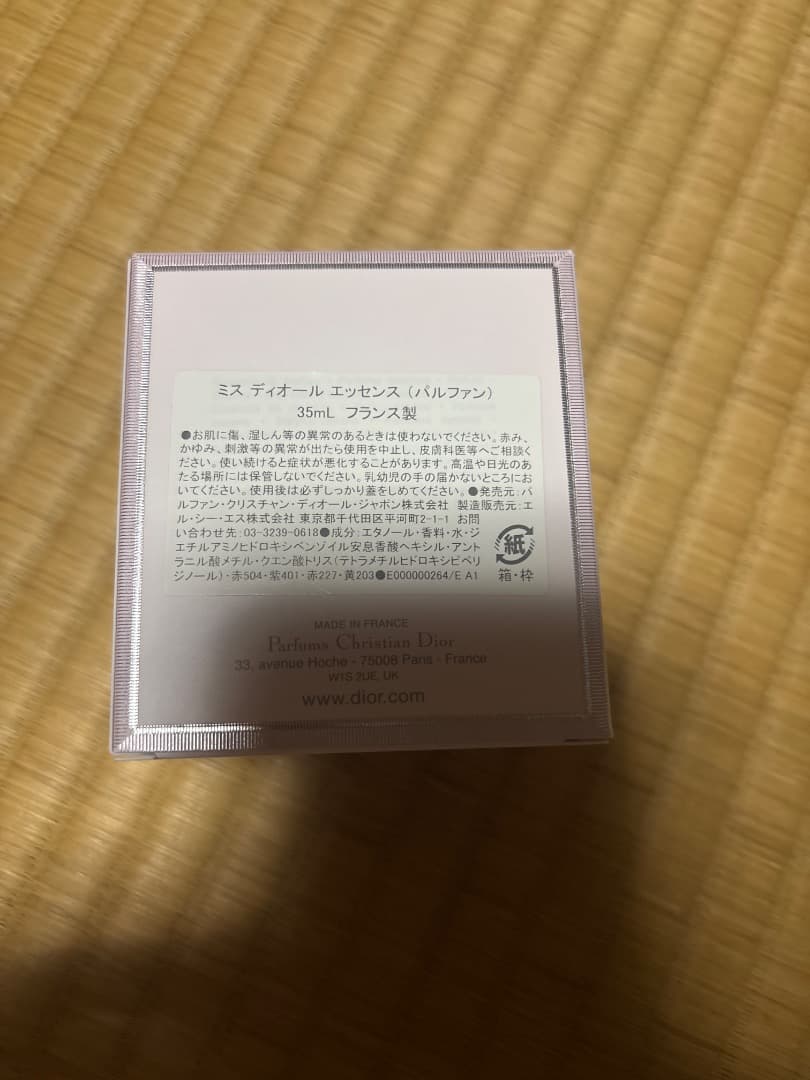 ミス ディオール エッセンス (パルファン)
35mL フランス製
●お肌に傷、湿しん等の異常のあるときは使わないでください。赤み、
かゆみ、刺激等の異常が出たら使用を中止し、皮膚科医等へご相談く
ださい。使い続けると症状が悪化することがあります。高温や日光のあ
たる場所には保管しないでください。乳幼児の手の届かないところにお
いてください。使用後は必ずしっかり蓋をしめてください。●発売元:パ
ルファン・クリスチャン・ディオール・ジャポン株式会社 製造販売元:エ
ル・シー・エス株式会社 東京都千代田区平河町2-1-1 お問
い合わせ先:03-3239-0618●成分:エタノール・香料・水・ジ
エチルアミノヒドロキシベンゾイル安息香酸ヘキシル・アント
ラニル酸メチル・クエン酸トリス(テトラメチルヒドロキシピペリ
ジノール)・赤504・紫401・赤227・黄203●E000000264/E A1
紙
箱・枠
MADE IN FRANCE
Parfums Christian Dior
33, avenue Hoche - 75008 Paris - France
W1S 2UE, UK
www.dior.com